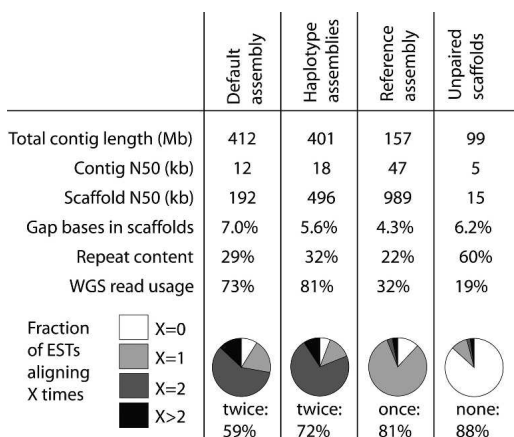 Default assembly
Haplotype assemblies
Reference assembly
Unpaired scaffolds
Total contig length (Mb) 412 401 157 99
Contig N50 (kb) 12 18 47 5
Scaffold N50 (kb) 192 496 989 15
Gap bases in scaffolds 7.0% 5.6% 4.3% 6.2%
Repeat content 29% 32% 22% 60%
WGS read usage 73% 81% 32% 19%
Fraction of ESTs aligning X times
X=0
X=1
X=2
X>2
twice: 59%
twice: 72%
once: 81%
none: 88%